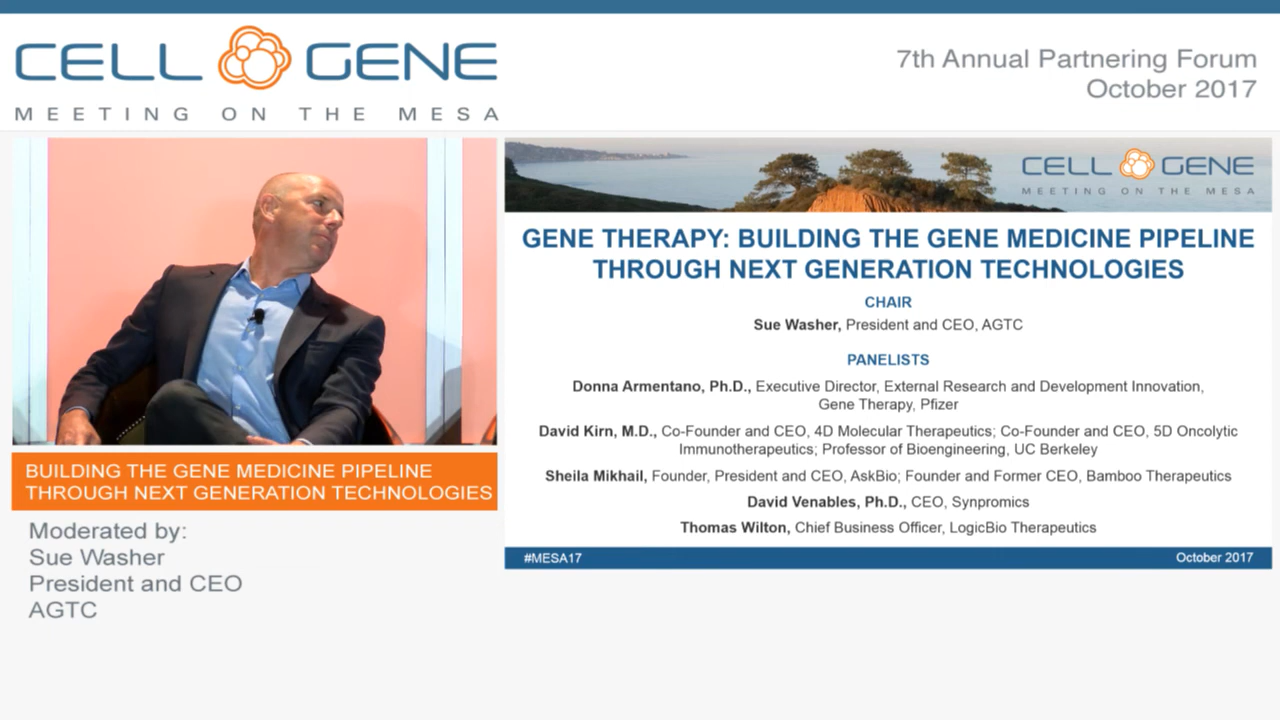 CELL GENE
MEETING ON THE MESA
7th Annual Partnering Forum
October 2017
BUILDING THE GENE MEDICINE PIPELINE
THROUGH NEXT GENERATION TECHNOLOGIES
Moderated by:
Sue Washer
President and CEO
AGTC
CELL GENE
MEETING ON THE MESA
GENE THERAPY: BUILDING THE GENE MEDICINE PIPELINE
THROUGH NEXT GENERATION TECHNOLOGIES
CHAIR
Sue Washer, President and CEO, AGTC
PANELISTS
Donna Armentano, Ph.D., Executive Director, External Research and Development Innovation,
Gene Therapy, Pfizer
David Kirn, M.D., Co-Founder and CEO, 4D Molecular Therapeutics; Co-Founder and CEO, 5D Oncolytic
Immunotherapeutics; Professor of Bioengineering, UC Berkeley
Sheila Mikhail, Founder, President and CEO, AskBio; Founder and Former CEO, Bamboo Therapeutics
David Venables, Ph.D., CEO, Synpromics
Thomas Wilton, Chief Business Officer, LogicBio Therapeutics
#MESA17
October 2017